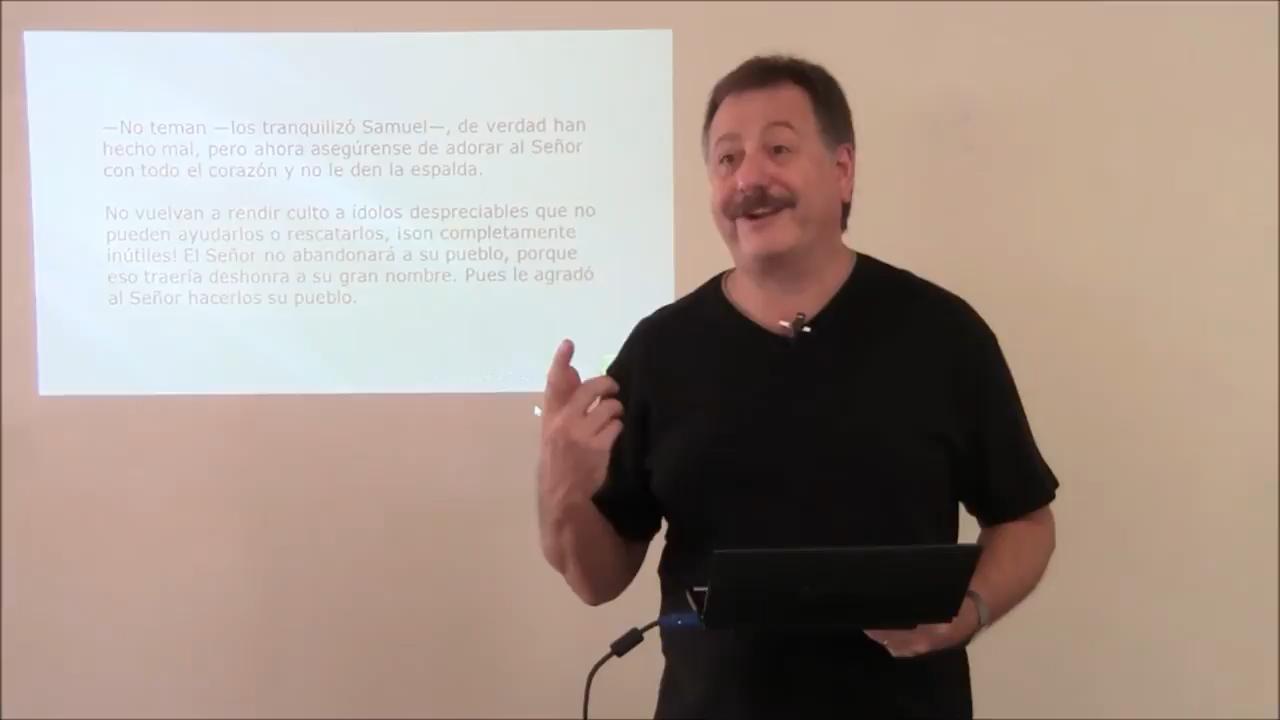 —No teman —los tranquilizó Samuel—, de verdad han
hecho mal, pero ahora asegúrense de adorar al Señor
con todo el corazón y no le den la espalda.
No vuelvan a rendir culto a ídolos despreciables que no
pueden ayudarlos o rescatarlos, ¡son completamente
inútiles! El Señor no abandonará a su pueblo, porque
eso traería deshonra a su gran nombre. Pues le agradó
al Señor hacerlos su pueblo.